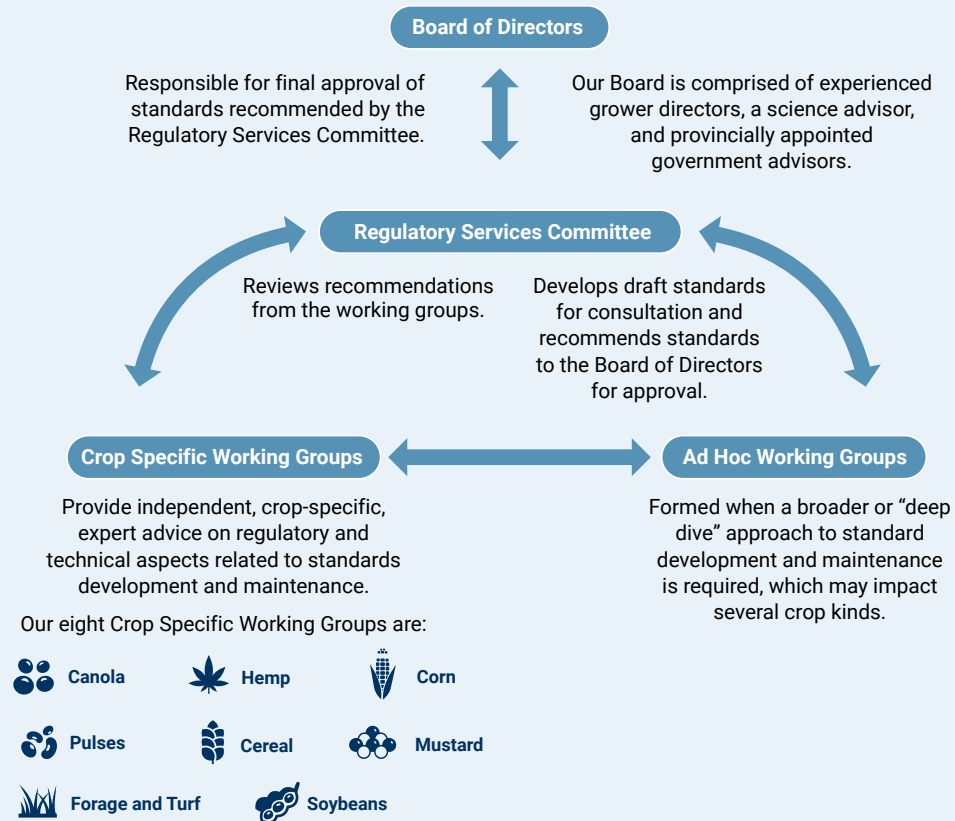 Board of Directors
Responsible for final approval of
standards recommended by the
Regulatory Services Committee.
Our Board is comprised of experienced
grower directors, a science advisor,
and provincially appointed
government advisors.
Regulatory Services Committee
Reviews recommendations
from the working groups.
Develops draft standards
for consultation and
recommends standards
to the Board of Directors
for approval.
Crop Specific Working Groups
Provide independent, crop-specific,
expert advice on regulatory and
technical aspects related to standards
development and maintenance.
Ad Hoc Working Groups
Formed when a broader or “deep
dive” approach to standard
development and maintenance
is required, which may impact
several crop kinds.
Our eight Crop Specific Working Groups are:
Canola
Hemp
Corn
Pulses
Cereal
Mustard
Forage and Turf
Soybeans